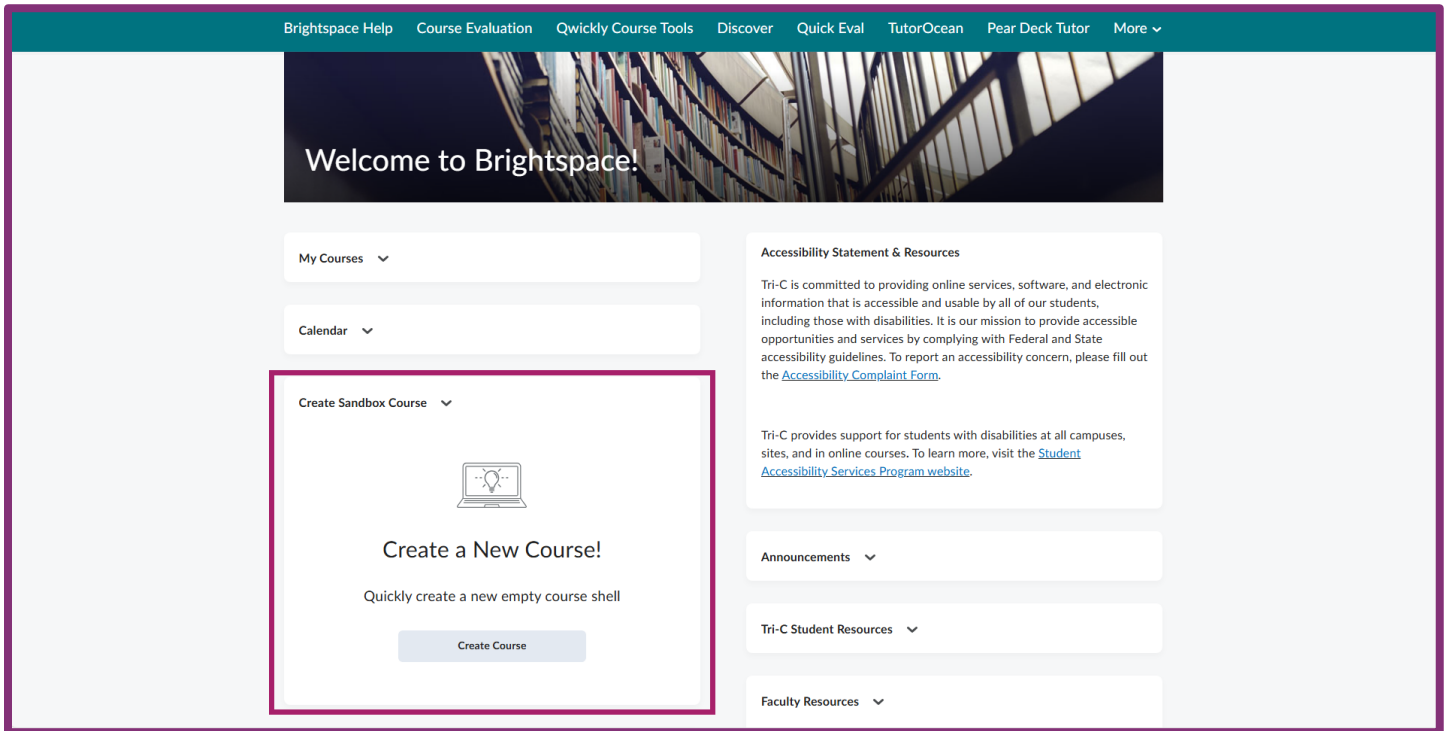 Brightspace Help Course Evaluation Qwickly Course Tools Discover Quick Eval TutorOcean Pear Deck Tutor More
Welcome to Brightspace!
My Courses
Calendar
Create Sandbox Course
Create a New Course!
Quickly create a new empty course shell
Create Course
Accessibility Statement & Resources
Tri-C is committed to providing online services, software, and electronic
information that is accessible and usable by all of our students,
including those with disabilities. It is our mission to provide accessible
opportunities and services by complying with Federal and State
accessibility guidelines. To report an accessibility concern, please fill out
the Accessibility Complaint Form.
Tri-C provides support for students with disabilities at all campuses,
sites, and in online courses. To learn more, visit the Student
Accessibility Services Program website.
Announcements
Tri-C Student Resources
Faculty Resources